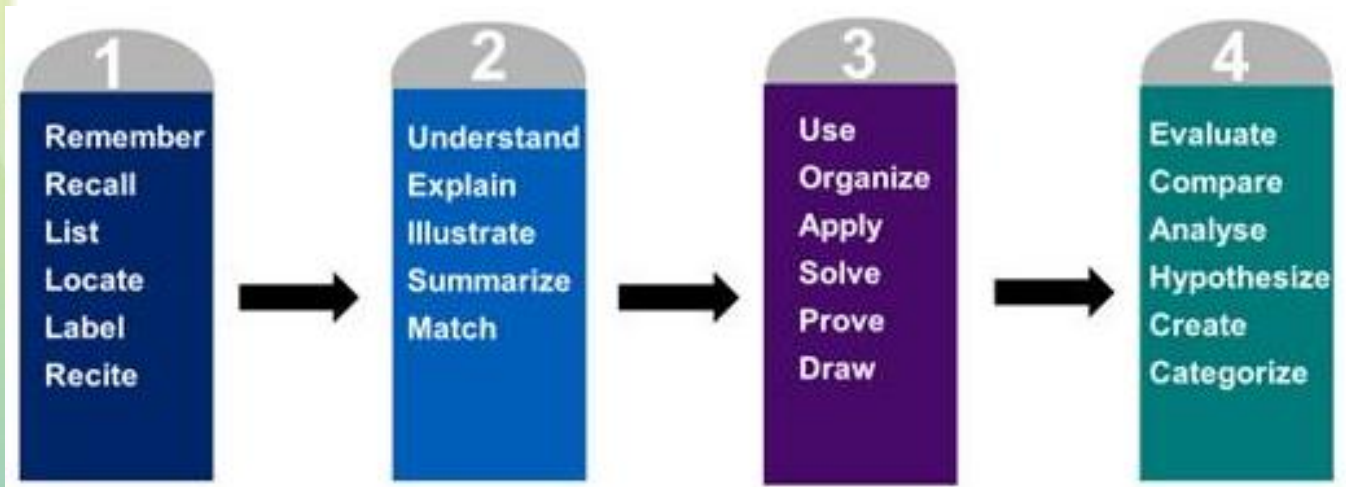 1
Remember
Recall
List
Locate
Label
Recite
2
Understand
Explain
Illustrate
Summarize
Match
3
Use
Organize
Apply
Solve
Prove
Draw
4
Evaluate
Compare
Analyse
Hypothesize
Create
Categorize